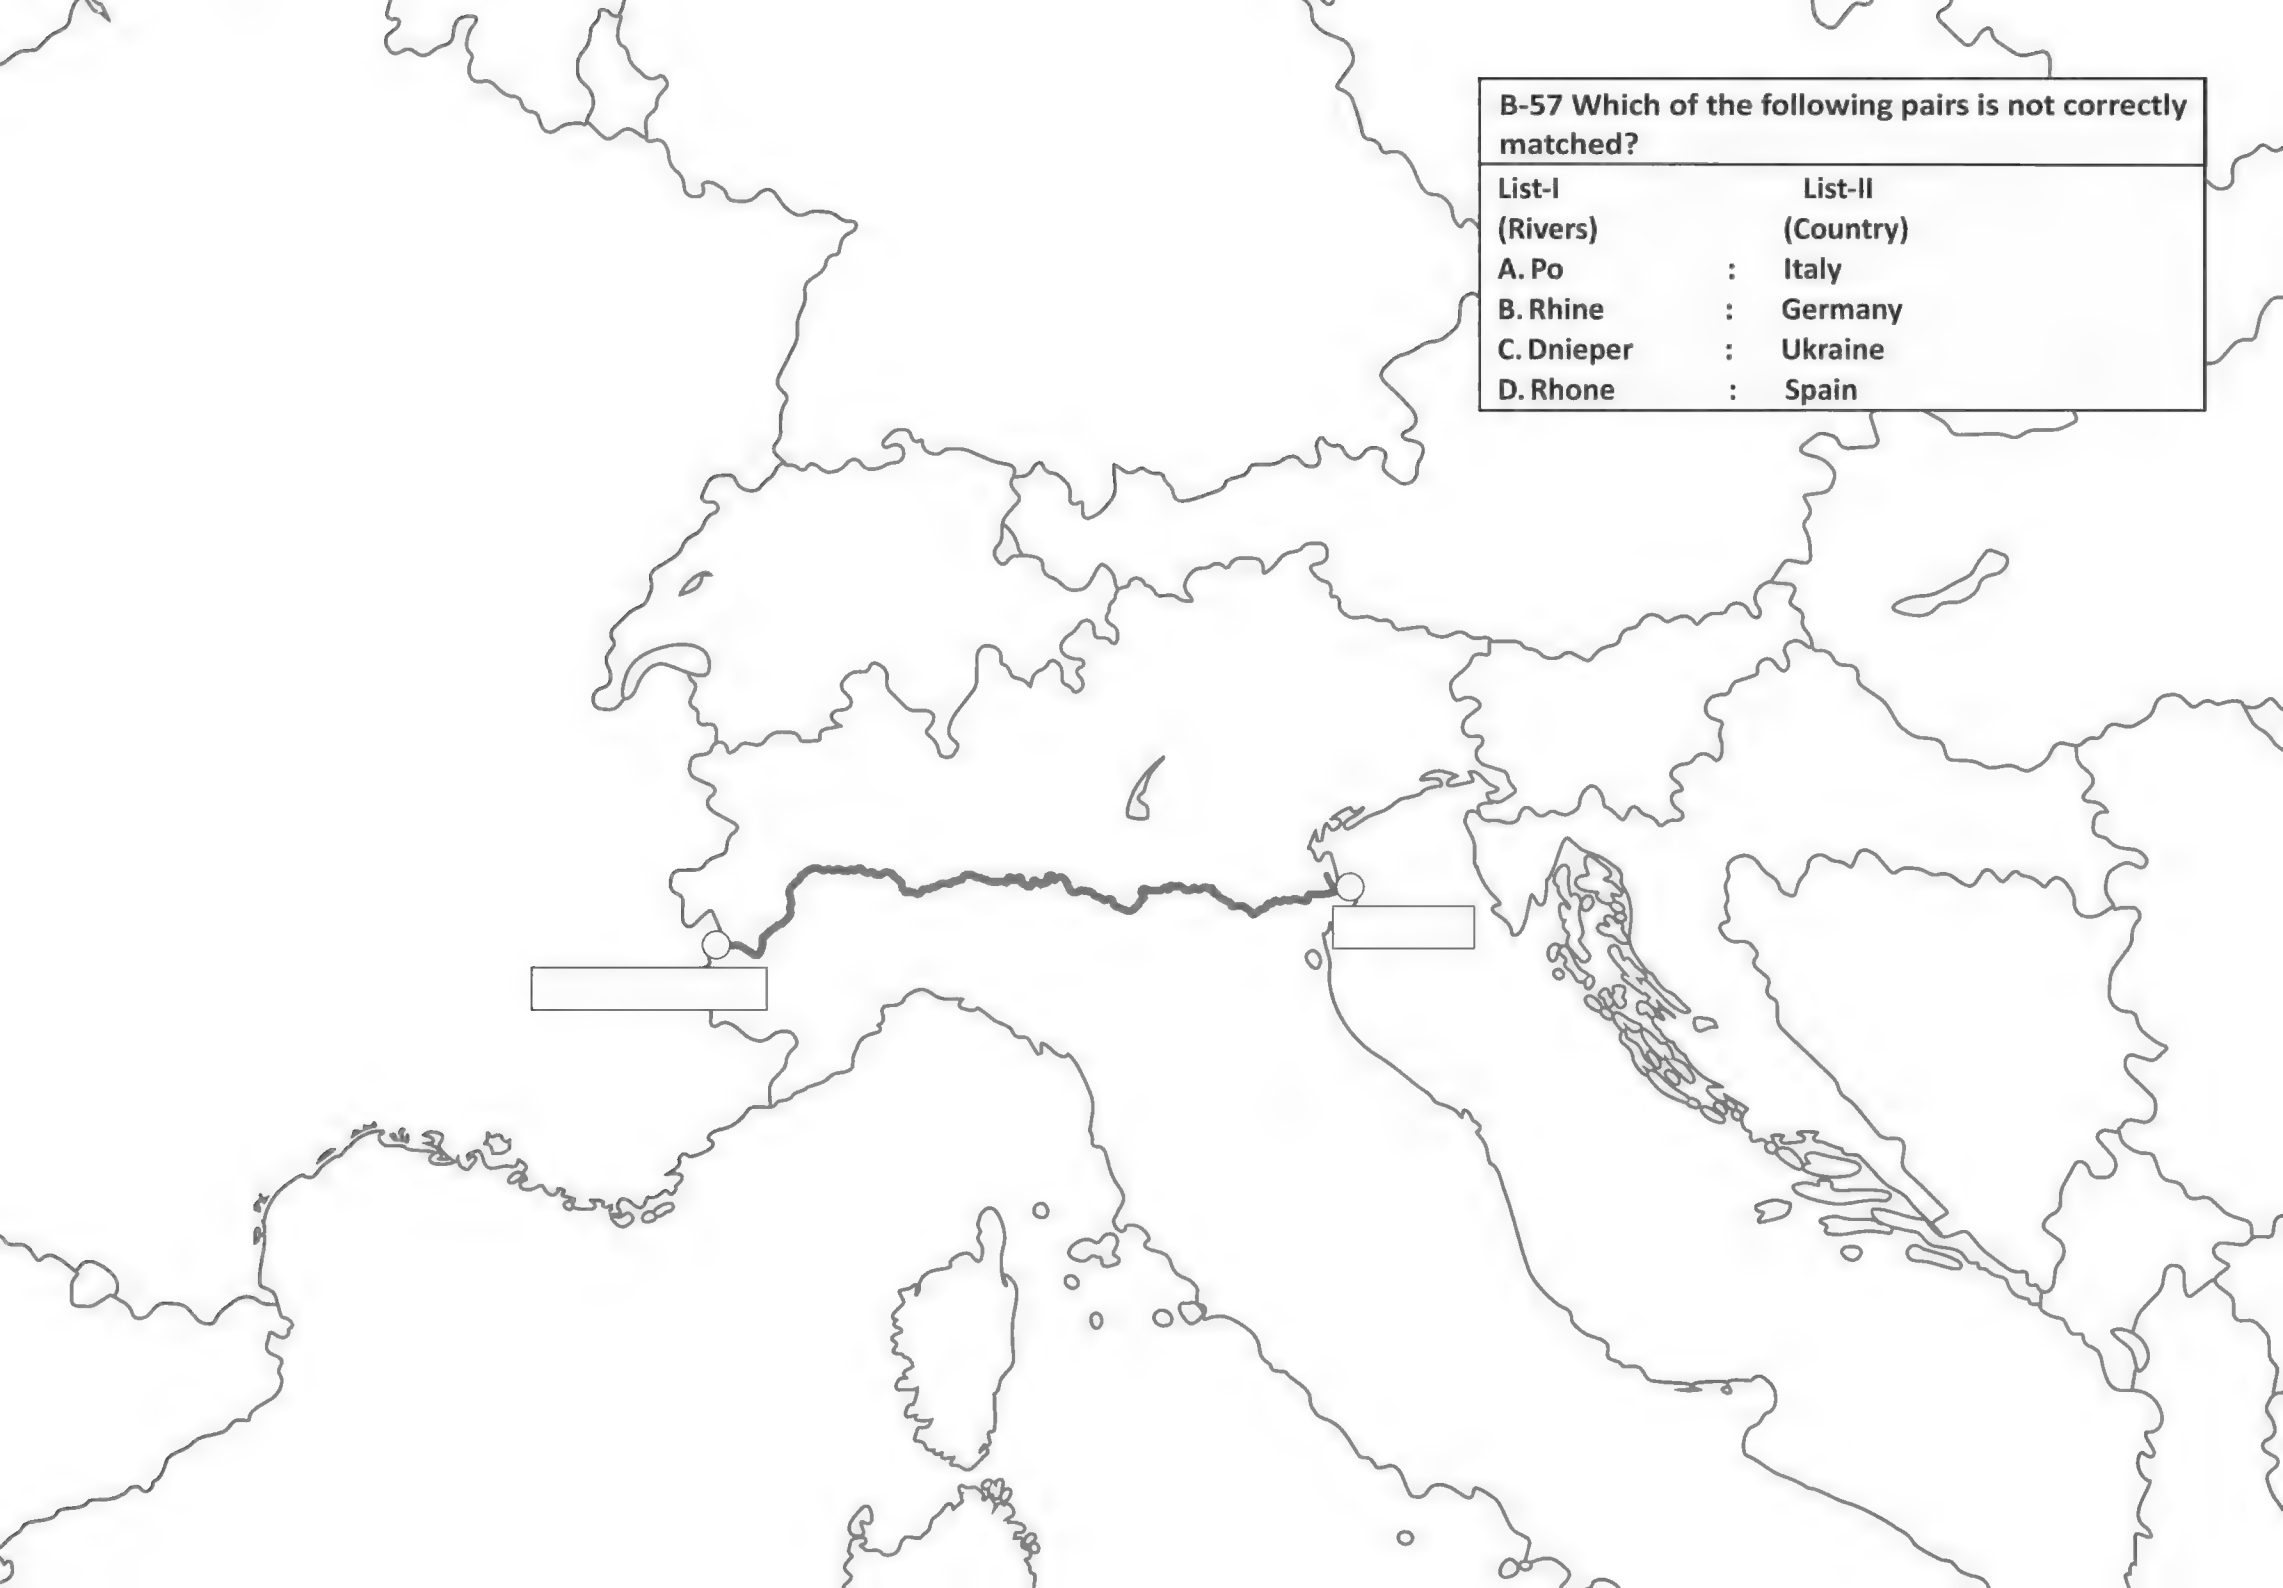 B-57 Which of the following pairs is not correctly
matched?
List-I List-II
(Rivers) (Country)
A. Po : Italy
B. Rhine : Germany
C. Dnieper : Ukraine
D. Rhone : Spain